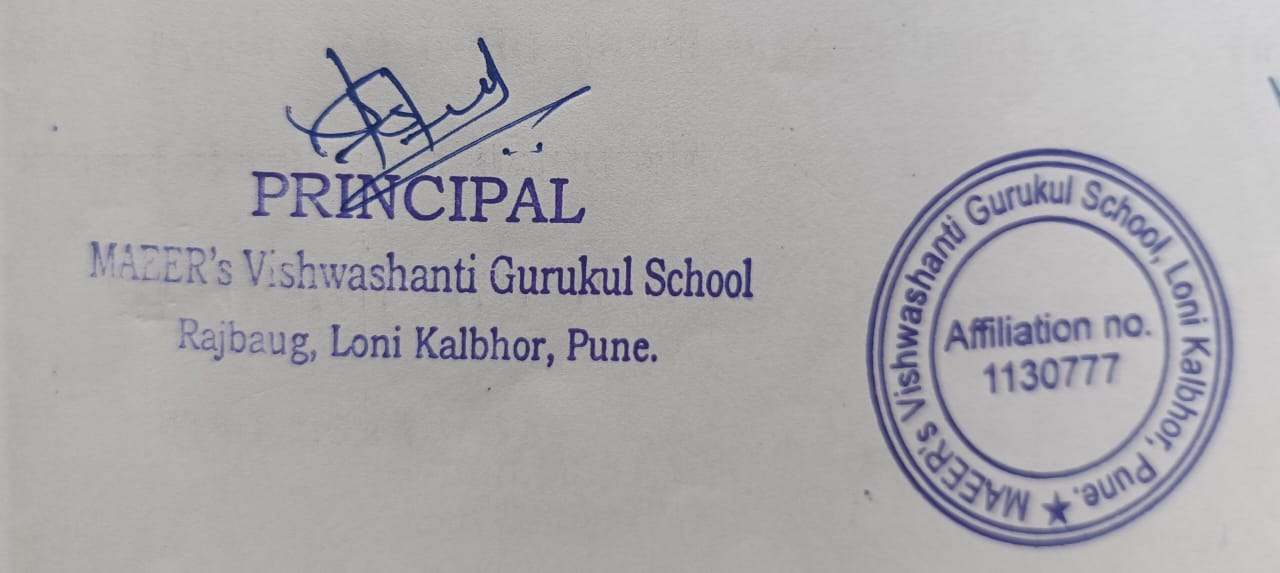 PRINCIPAL
MAEER's Vishwashanti Gurukul School
Rajbaug, Loni Kalbhor, Pune.
MAEER's Vishwashanti Gurukul School, Loni Kalbhor, Pune. ★
Affiliation no.
1130777